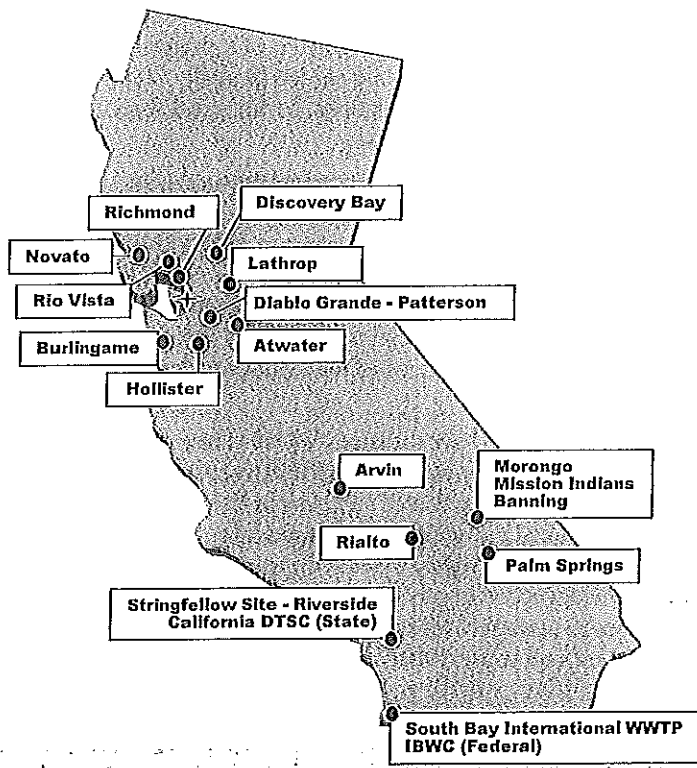 Richmond
Discovery Bay
Novato
Lathrop
Rio Vista
Diablo Grande - Patterson
Burlingame
Atwater
Hollister
Arvin
Morongo
Mission Indians
Banning
Rialto
Palm Springs
Stringfellow Site - Riverside
California DTSC (State)
South Bay International WWTP
IBWC (Federal)